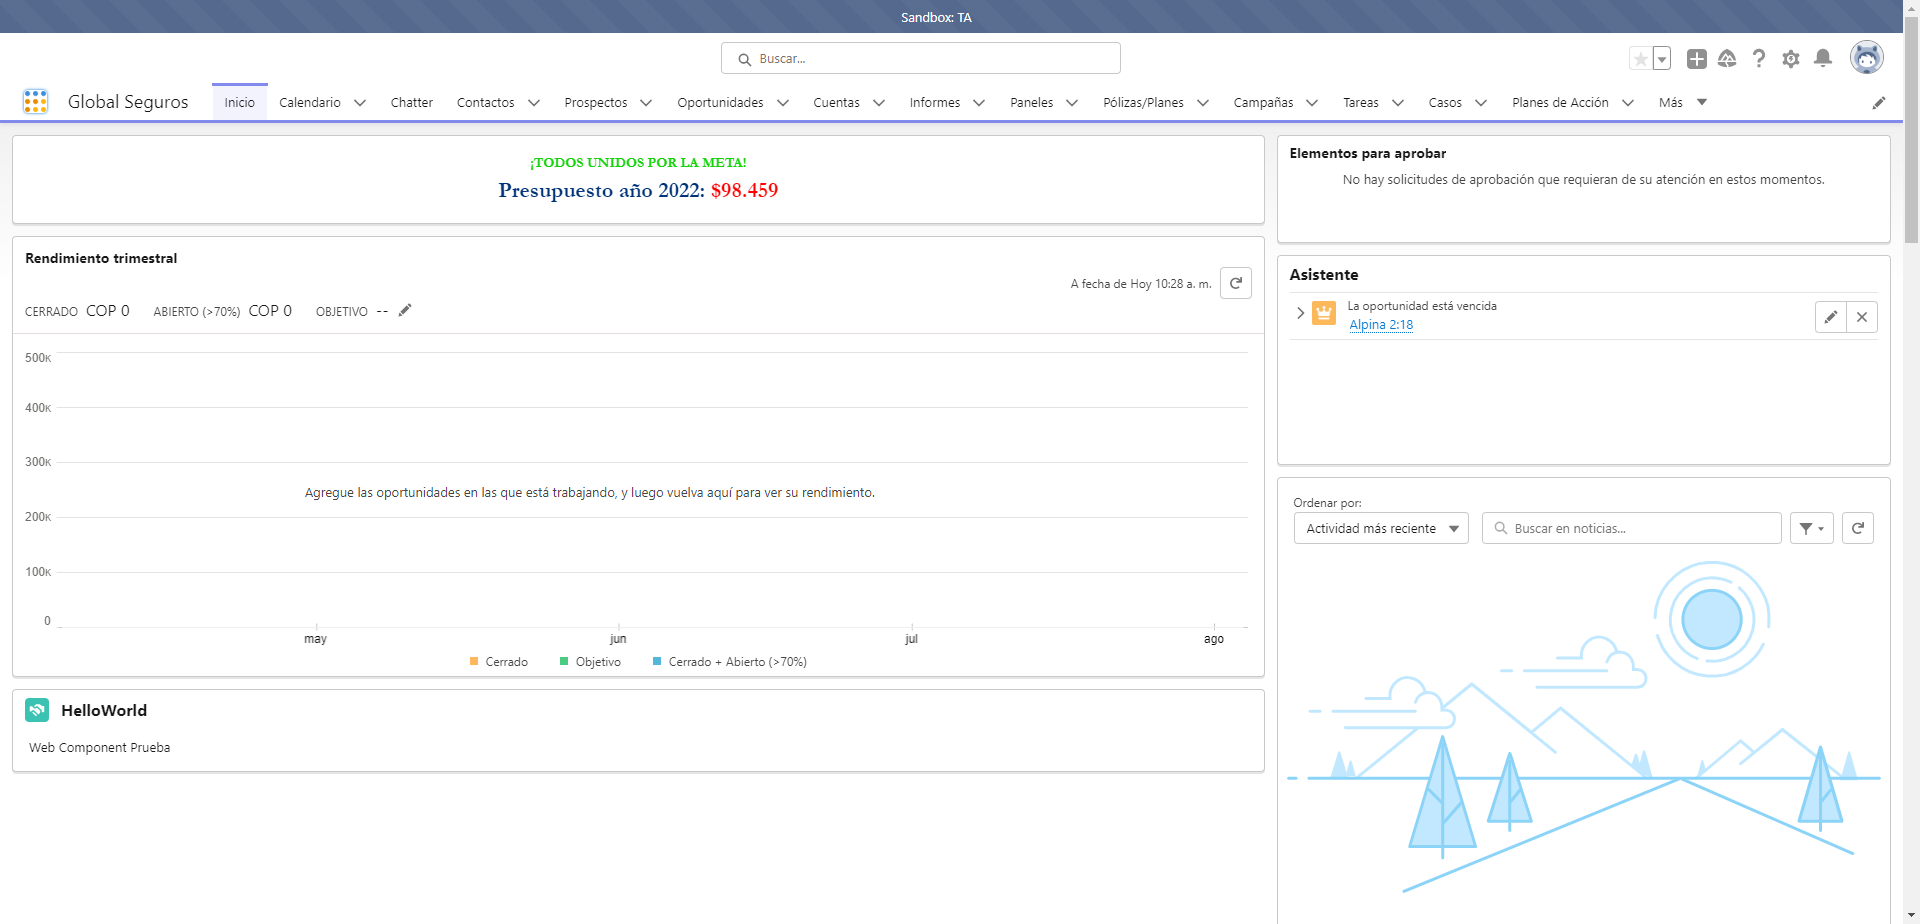 Sandbox: TA
Buscar...
Global Seguros
Inicio
Calendario
Chatter
Contactos
Prospectos
Oportunidades
Cuentas
Informes
Paneles
Pólizas/Planes
Campañas
Tareas
Casos
Planes de Acción
Más
¡TODOS UNIDOS POR LA META!
Presupuesto año 2022: $98.459
Rendimiento trimestral
A fecha de Hoy 10:28 a. m.
CERRADO COP 0 ABIERTO (>70%) COP 0 OBJETIVO --
500K
400K
300K
Agregue las oportunidades en las que está trabajando, y luego vuelva aquí para ver su rendimiento.
200K
100K
0
may jun jul ago
Cerrado Objetivo Cerrado + Abierto (>70%)
HelloWorld
Web Component Prueba
Elementos para aprobar
No hay solicitudes de aprobación que requieran de su atención en estos momentos.
Asistente
La oportunidad está vencida
Alpina 2:18
Ordenar por:
Actividad más reciente
Buscar en noticias...